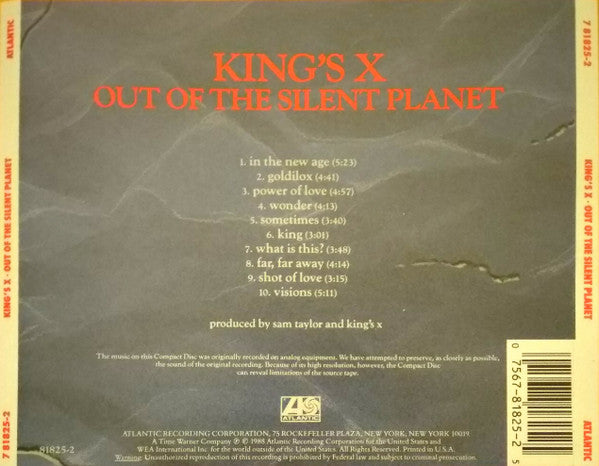 ATLANTIC
KING'S X · OUT OF THE SILENT PLANET
7 81825-2
KING'S X
OUT OF THE SILENT PLANET
1. in the new age (5:23)
2. goldilox (4:41)
3. power of love (4:57)
4. wonder (4:13)
5. sometimes (3:40)
6. king (3:01)
7. what is this? (3:48)
8. far, far away (4:14)
9. shot of love (3:15)
10. visions (5:11)
produced by sam taylor and king's x
The music on this Compact Disc was originally recorded on analog equipment. We have attempted to preserve, as closely as possible,
the sound of the original recording. Because of its high resolution, however, the Compact Disc
can reveal limitations of the source tape.
ATLANTIC RECORDING CORPORATION, 75 ROCKEFELLER PLAZA, NEW YORK, NEW YORK 10019.
A Time Warner Company ℗ © 1988 Atlantic Recording Corporation for the United States and
WEA International Inc. for the world outside of the United States. All Rights Reserved. Printed in U.S.A.
Warning: Unauthorized reproduction of this recording is prohibited by Federal law and subject to criminal prosecution.
81825-2
0 7567-81825-2 5
7 81825-2
KING'S X · OUT OF THE SILENT PLANET
ATLANTIC